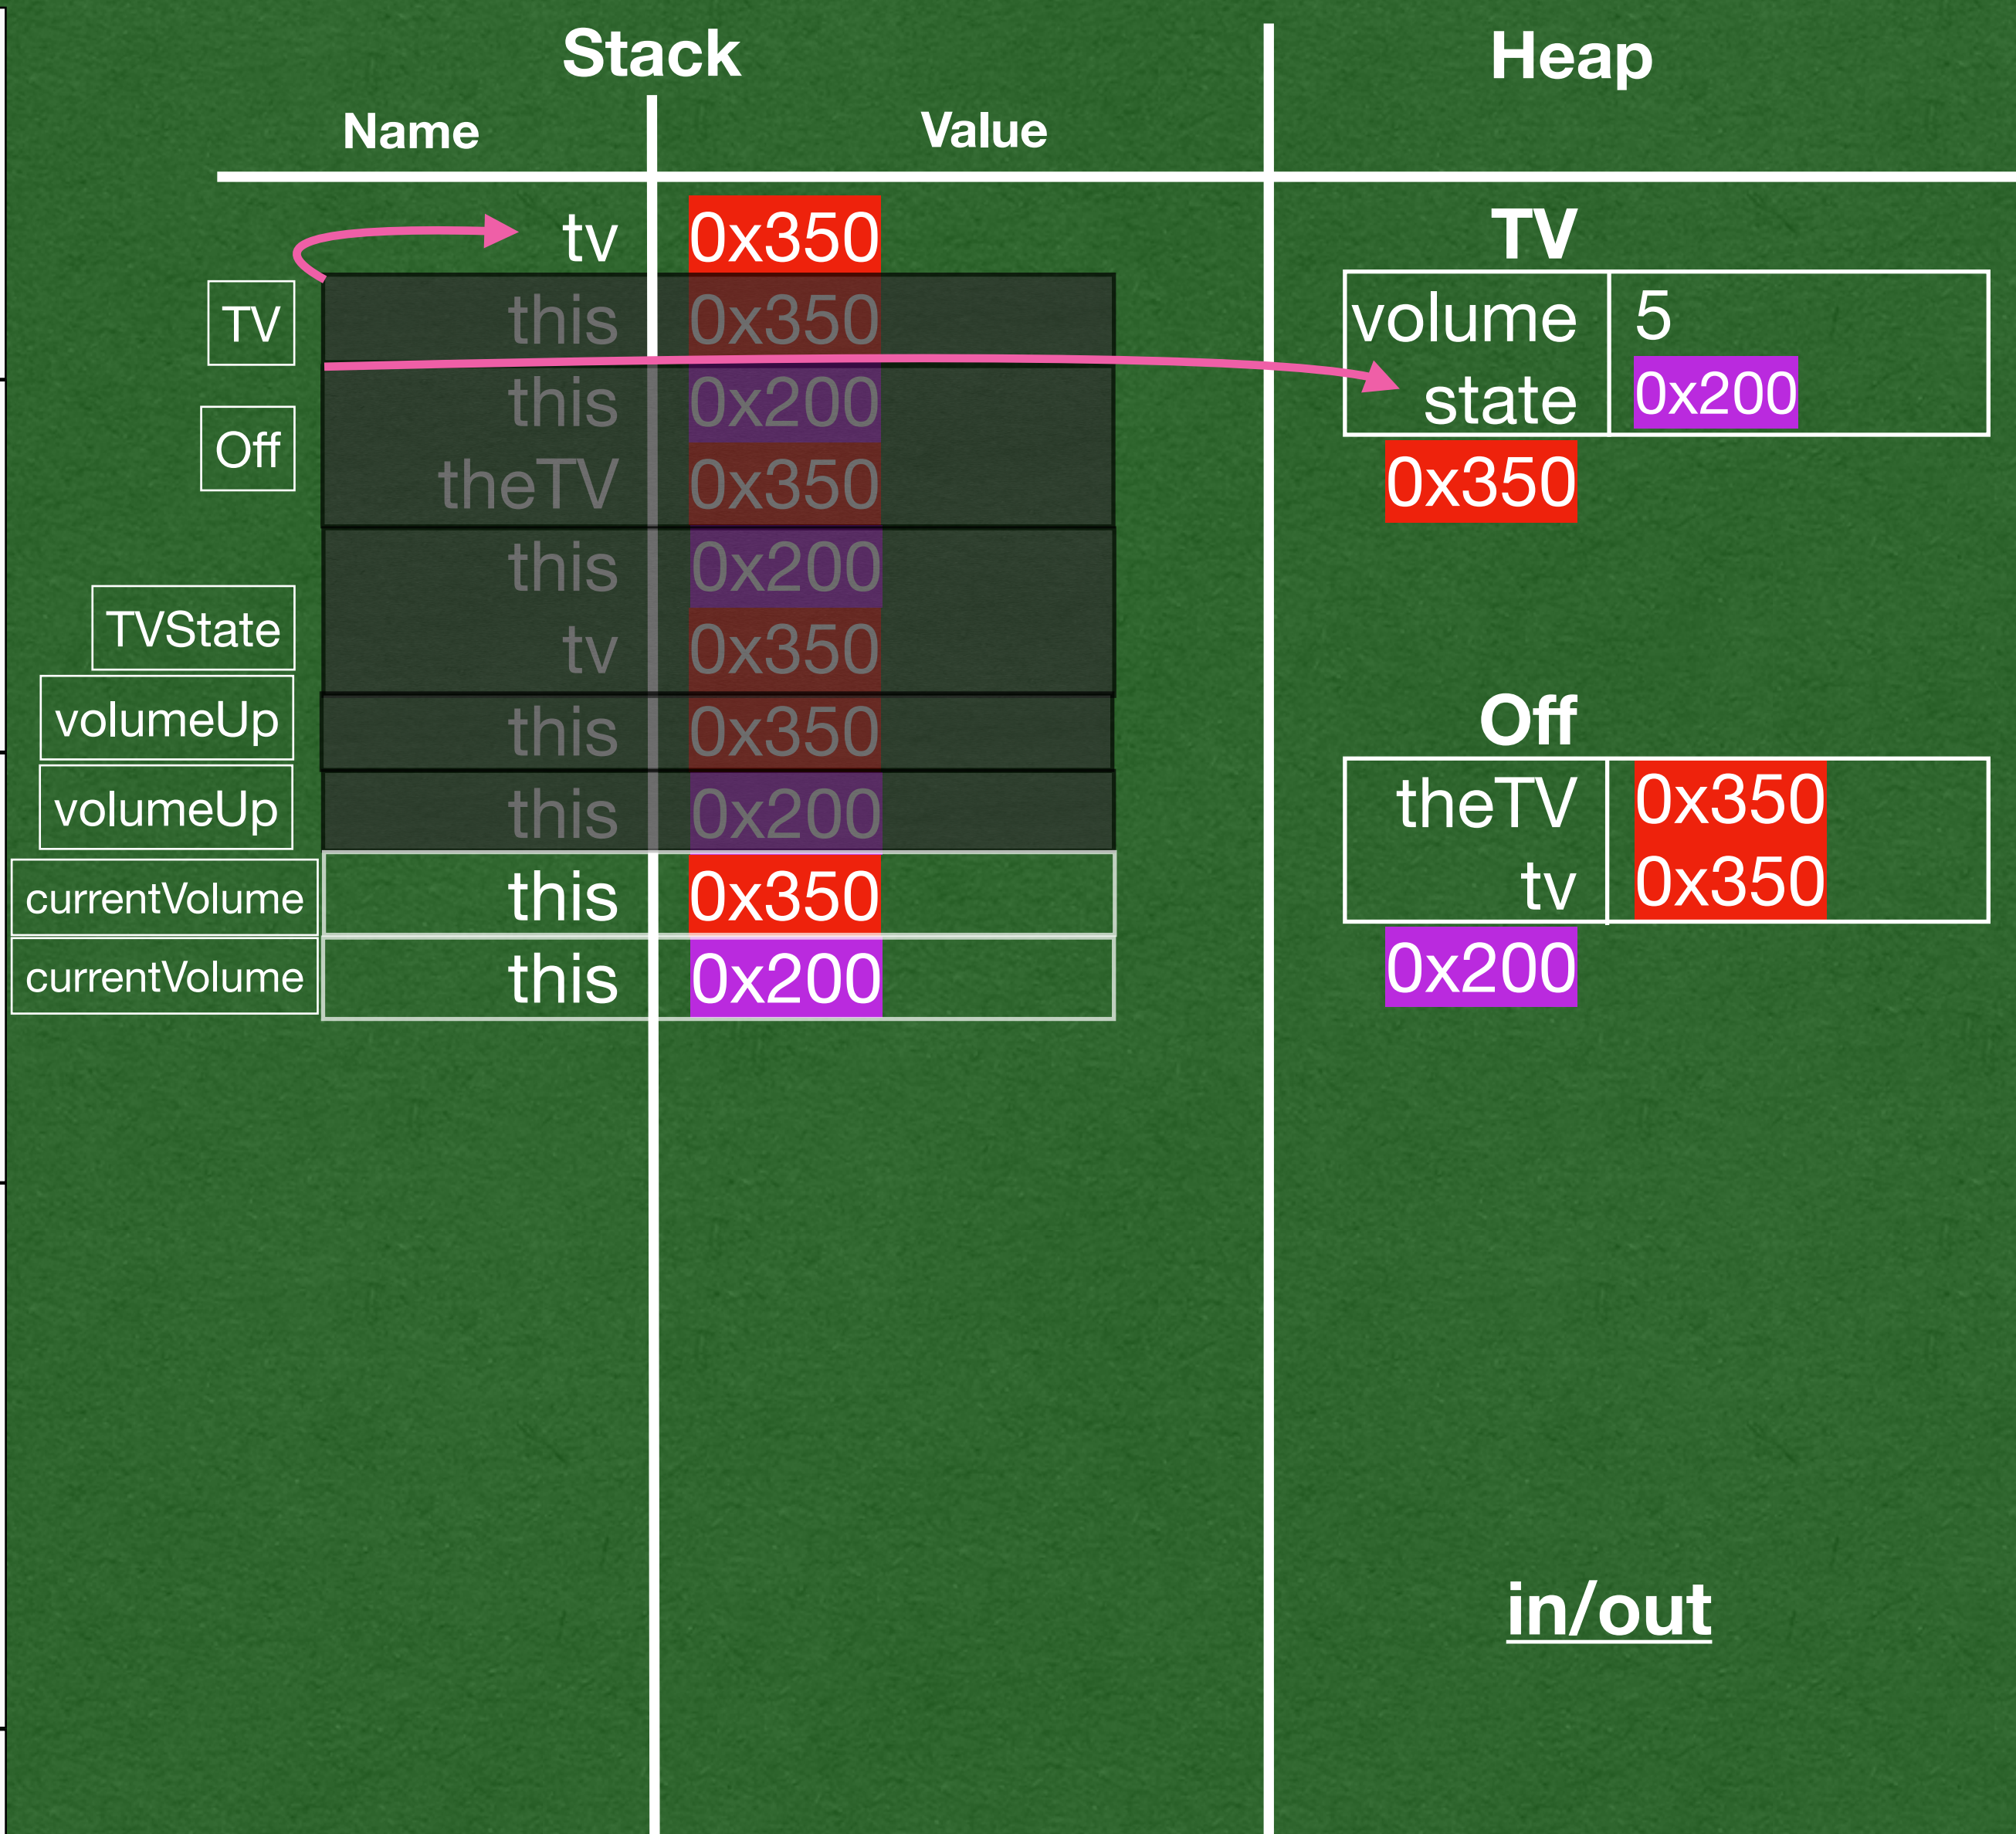 Stack
Heap
Name
Value
tv 0x350
TV
TV this 0x350
volume 5
this 0x200
state 0x200
Off
theTV 0x350
0x350
this 0x200
TVState
tv 0x350
volumeUp this 0x350
Off
volumeUp this 0x200
theTV 0x350
currentVolume this 0x350
tv 0x350
currentVolume this 0x200
0x200
in/out